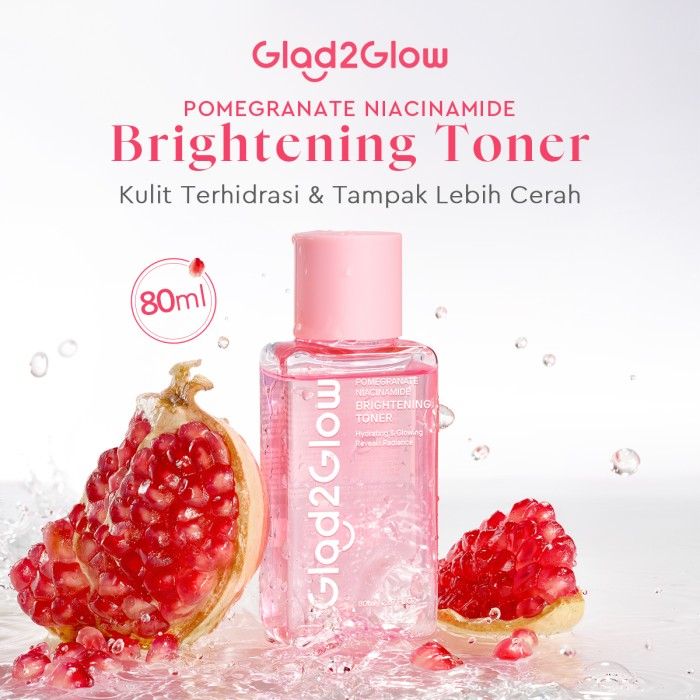 Glad2Glow
POMEGRANATE NIACINAMIDE
Brightening Toner
Kulit Terhidrasi & Tampak Lebih Cerah
80ml
Glad2Glow
POMEGRANATE
NIACINAMIDE
BRIGHTENING
TONER
Hydrating & Glowing
Reveals Radiance